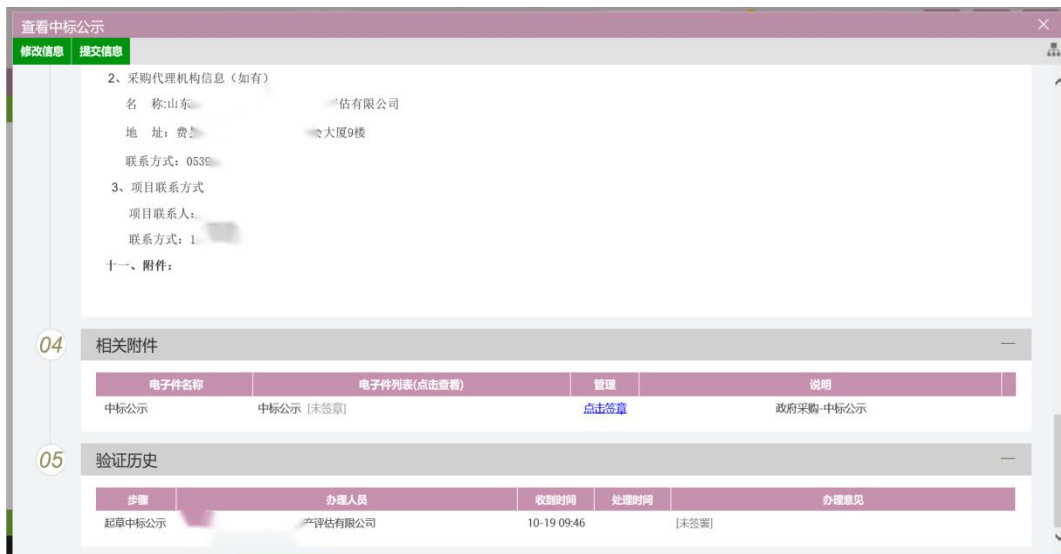 查看中标公示
修改信息 提交信息
2、采购代理机构信息（如有）
名 称:山东 估有限公司
地 址：费 大厦9楼
联系方式：0539
3、项目联系方式
项目联系人：
联系方式：1
十一、附件：
04 相关附件
电子件名称 电子件列表(点击查看) 管理 说明
中标公示 中标公示 [未签章] 点击签章 政府采购-中标公示
05 验证历史
步骤 办理人员 收到时间 处理时间 办理意见
起草中标公示 产评估有限公司 10-19 09:46 [未签署]